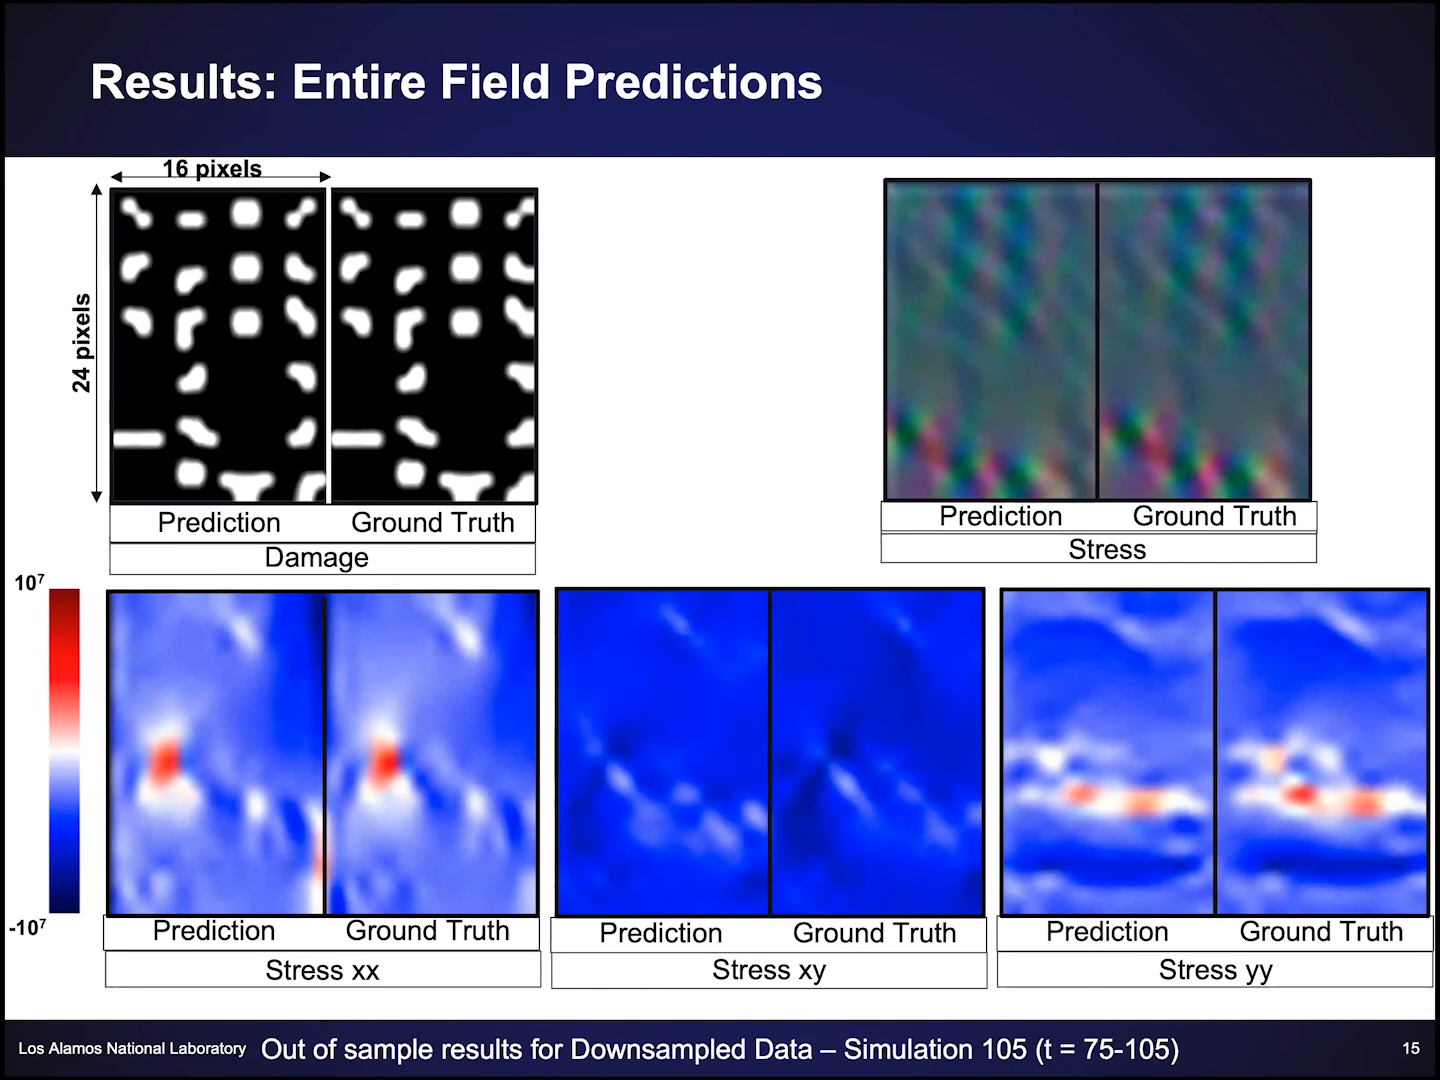 Results: Entire Field Predictions
16 pixels
24 pixels
Prediction Ground Truth
Damage
Prediction Ground Truth
Stress
10⁷
-10⁷
Prediction Ground Truth
Stress xx
Prediction Ground Truth
Stress xy
Prediction Ground Truth
Stress yy
Los Alamos National Laboratory Out of sample results for Downsampled Data – Simulation 105 (t = 75-105) 15